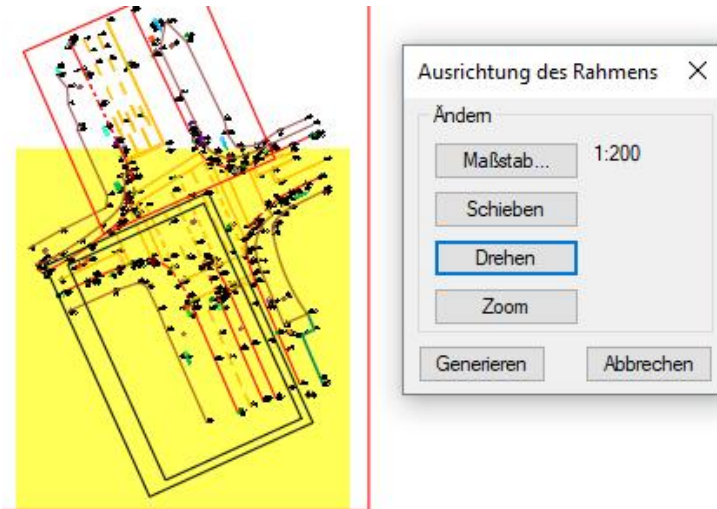 Ausrichtung des Rahmens
Ändern
Maßstab... 1:200
Schieben
Drehen
Zoom
Generieren Abbrechen